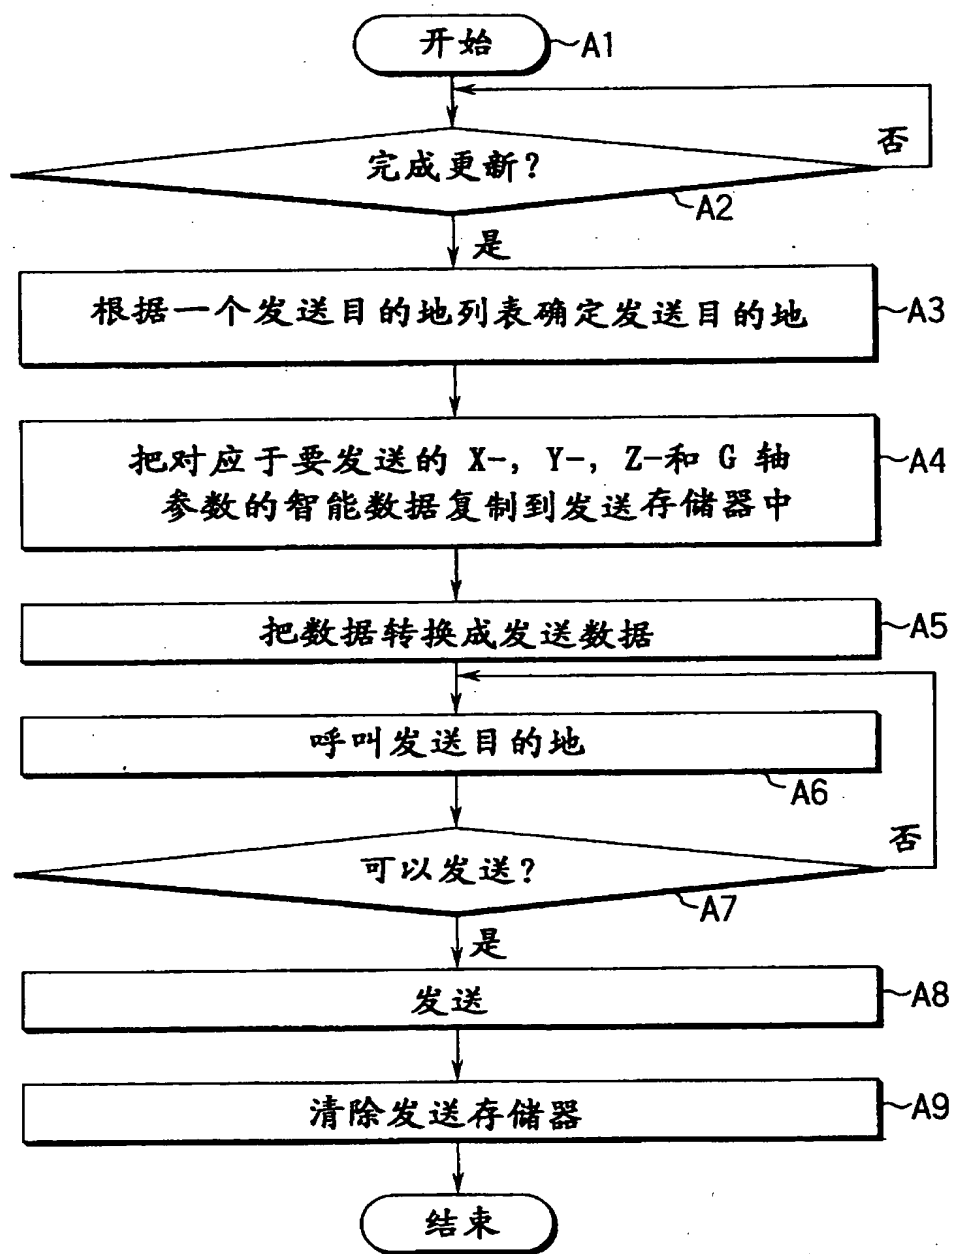 开始
A1
完成更新?
否
A2
是
根据一个发送目的地列表确定发送目的地
A3
把对应于要发送的 X-, Y-, Z-和 G 轴
参数的智能数据复制到发送存储器中
A4
把数据转换成发送数据
A5
呼叫发送目的地
A6
可以发送?
否
A7
是
发送
A8
清除发送存储器
A9
结束